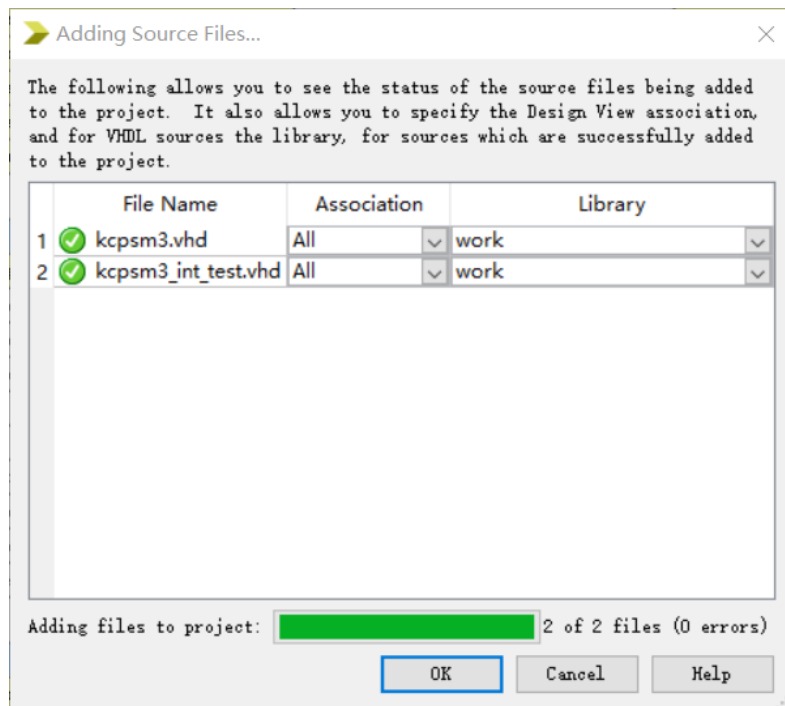 Adding Source Files...
The following allows you to see the status of the source files being added
to the project. It also allows you to specify the Design View association,
and for VHDL sources the library, for sources which are successfully added
to the project.
File Name Association Library
1 kcpsm3.vhd All work
2 kcpsm3_int_test.vhd All work
Adding files to project: 2 of 2 files (0 errors)
OK Cancel Help